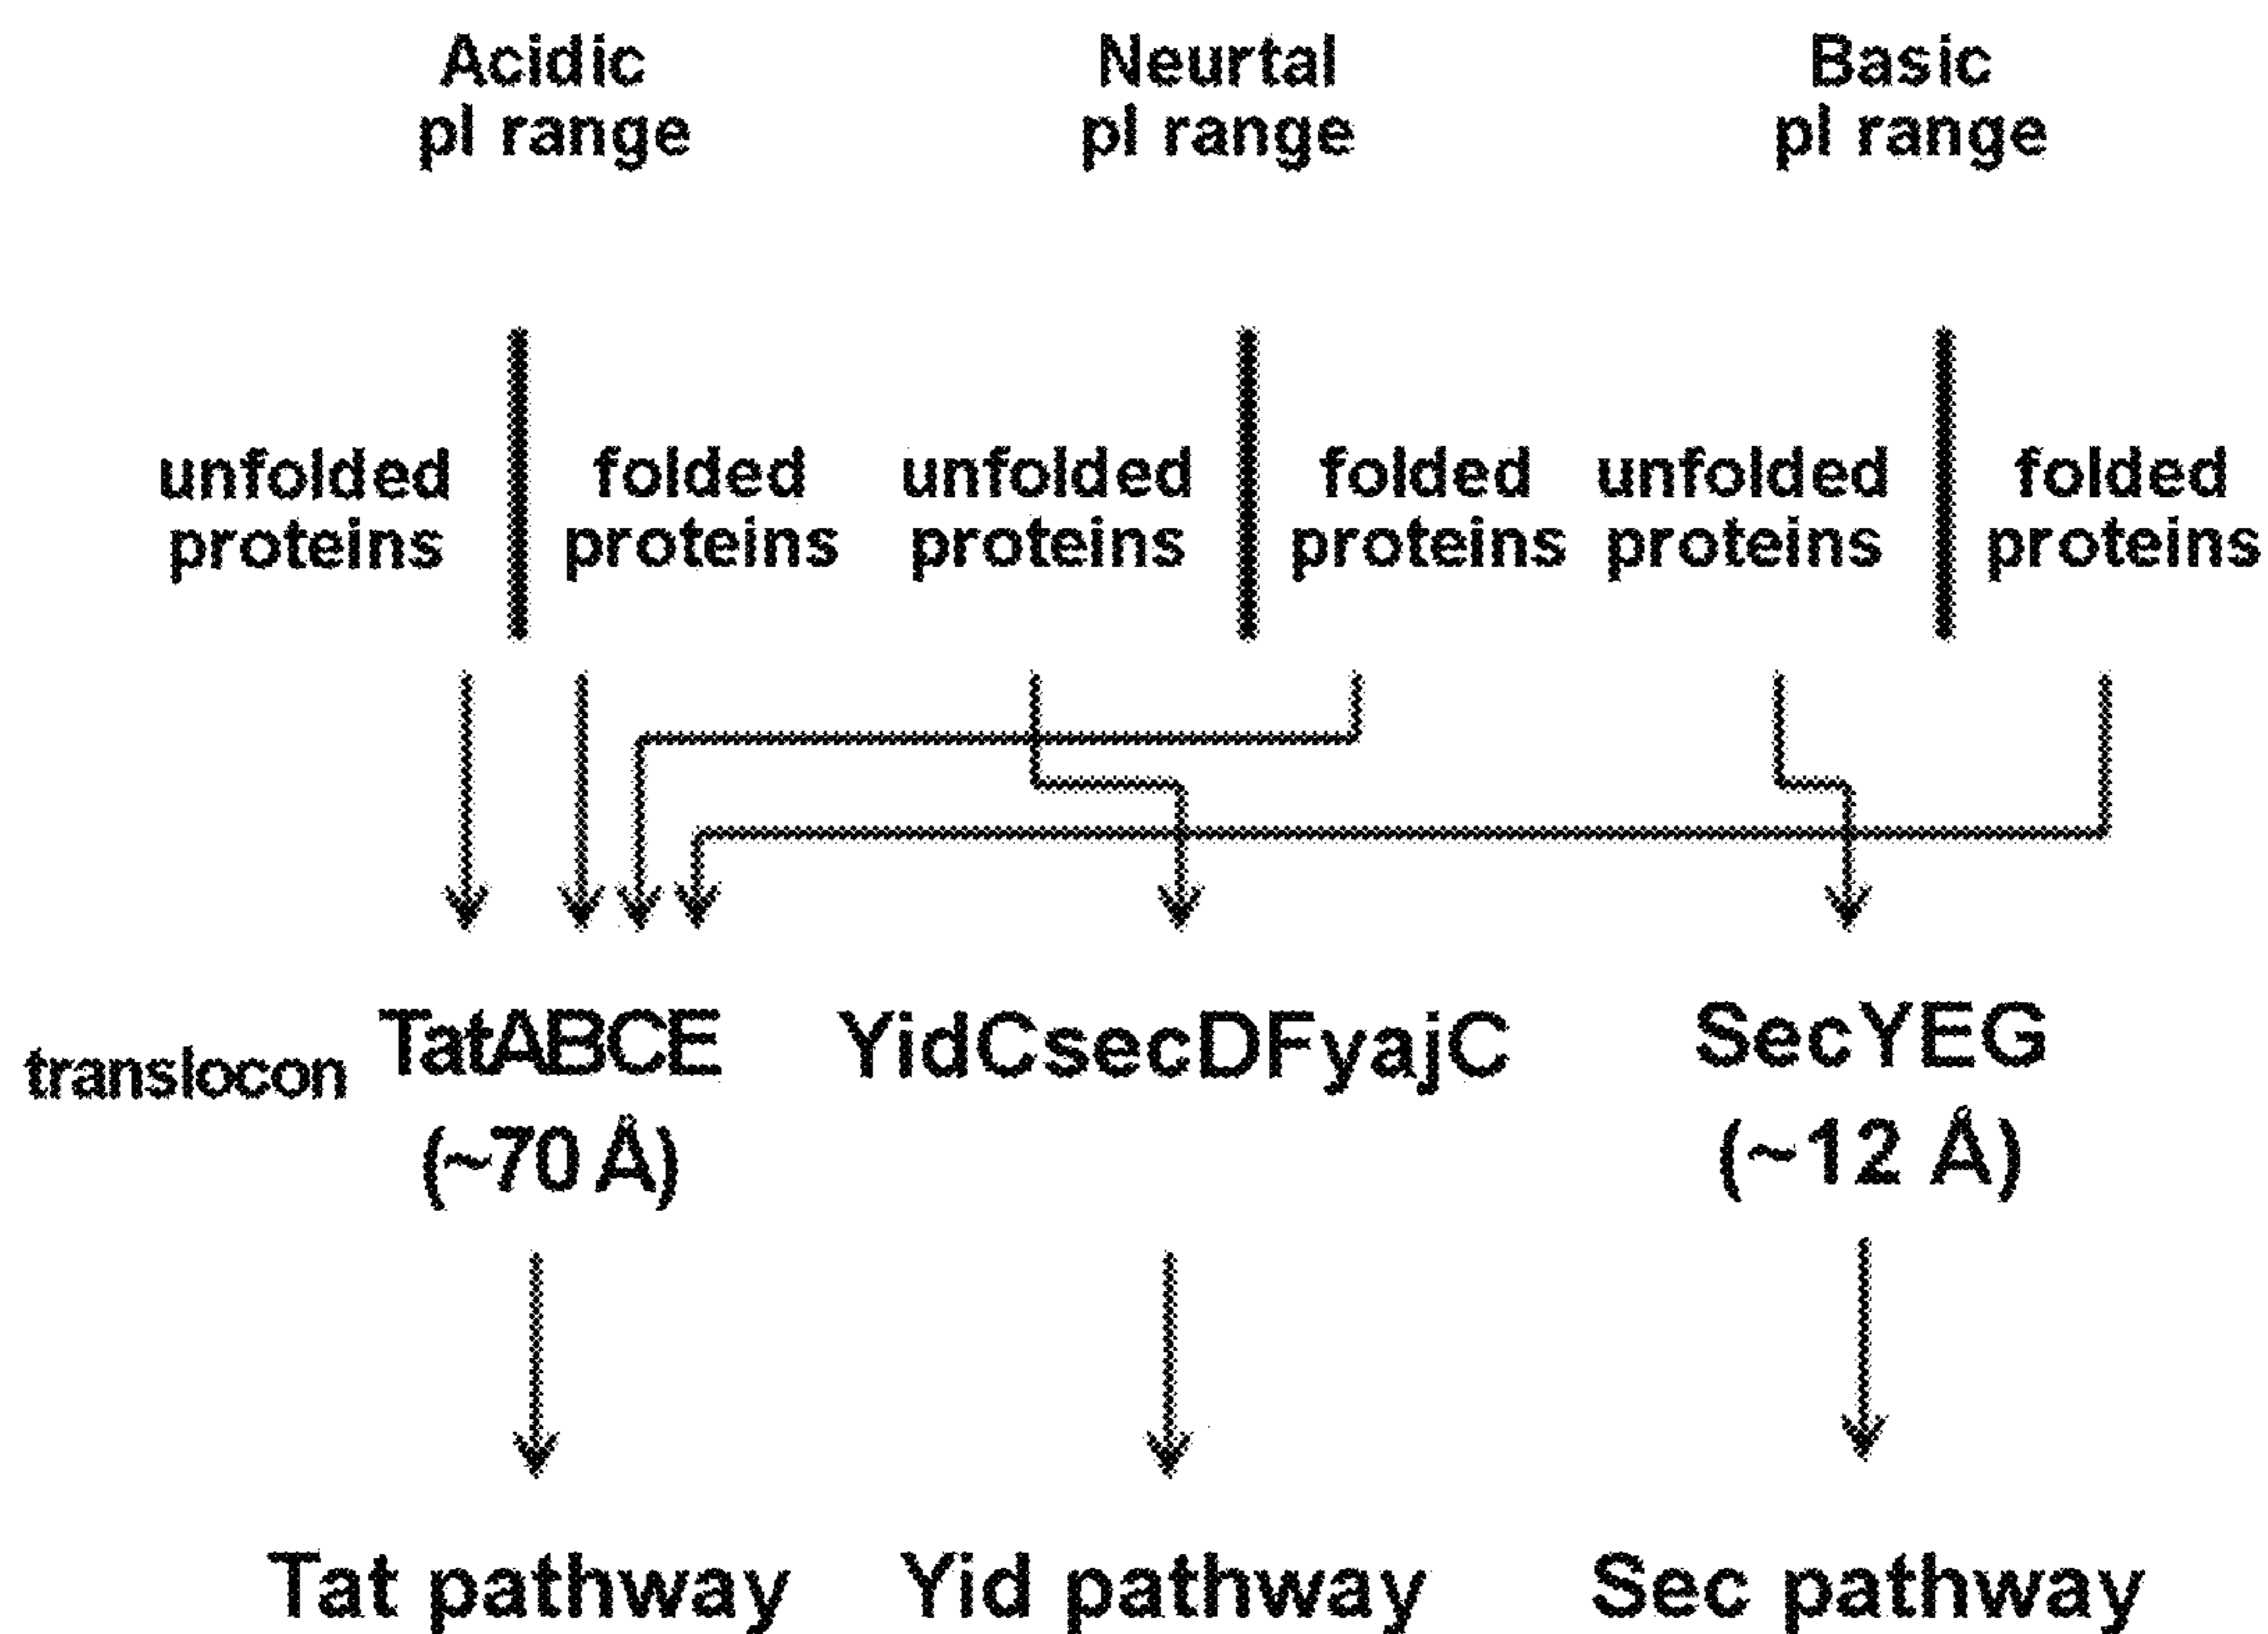 Acidic
pI range
Neurtal
pI range
Basic
pI range
unfolded
proteins
folded
proteins
unfolded
proteins
folded
proteins
unfolded
proteins
folded
proteins
translocon
TatABCE
(~70 Å)
YidCsecDFyajC
SecYEG
(~12 Å)
Tat pathway
Yid pathway
Sec pathway